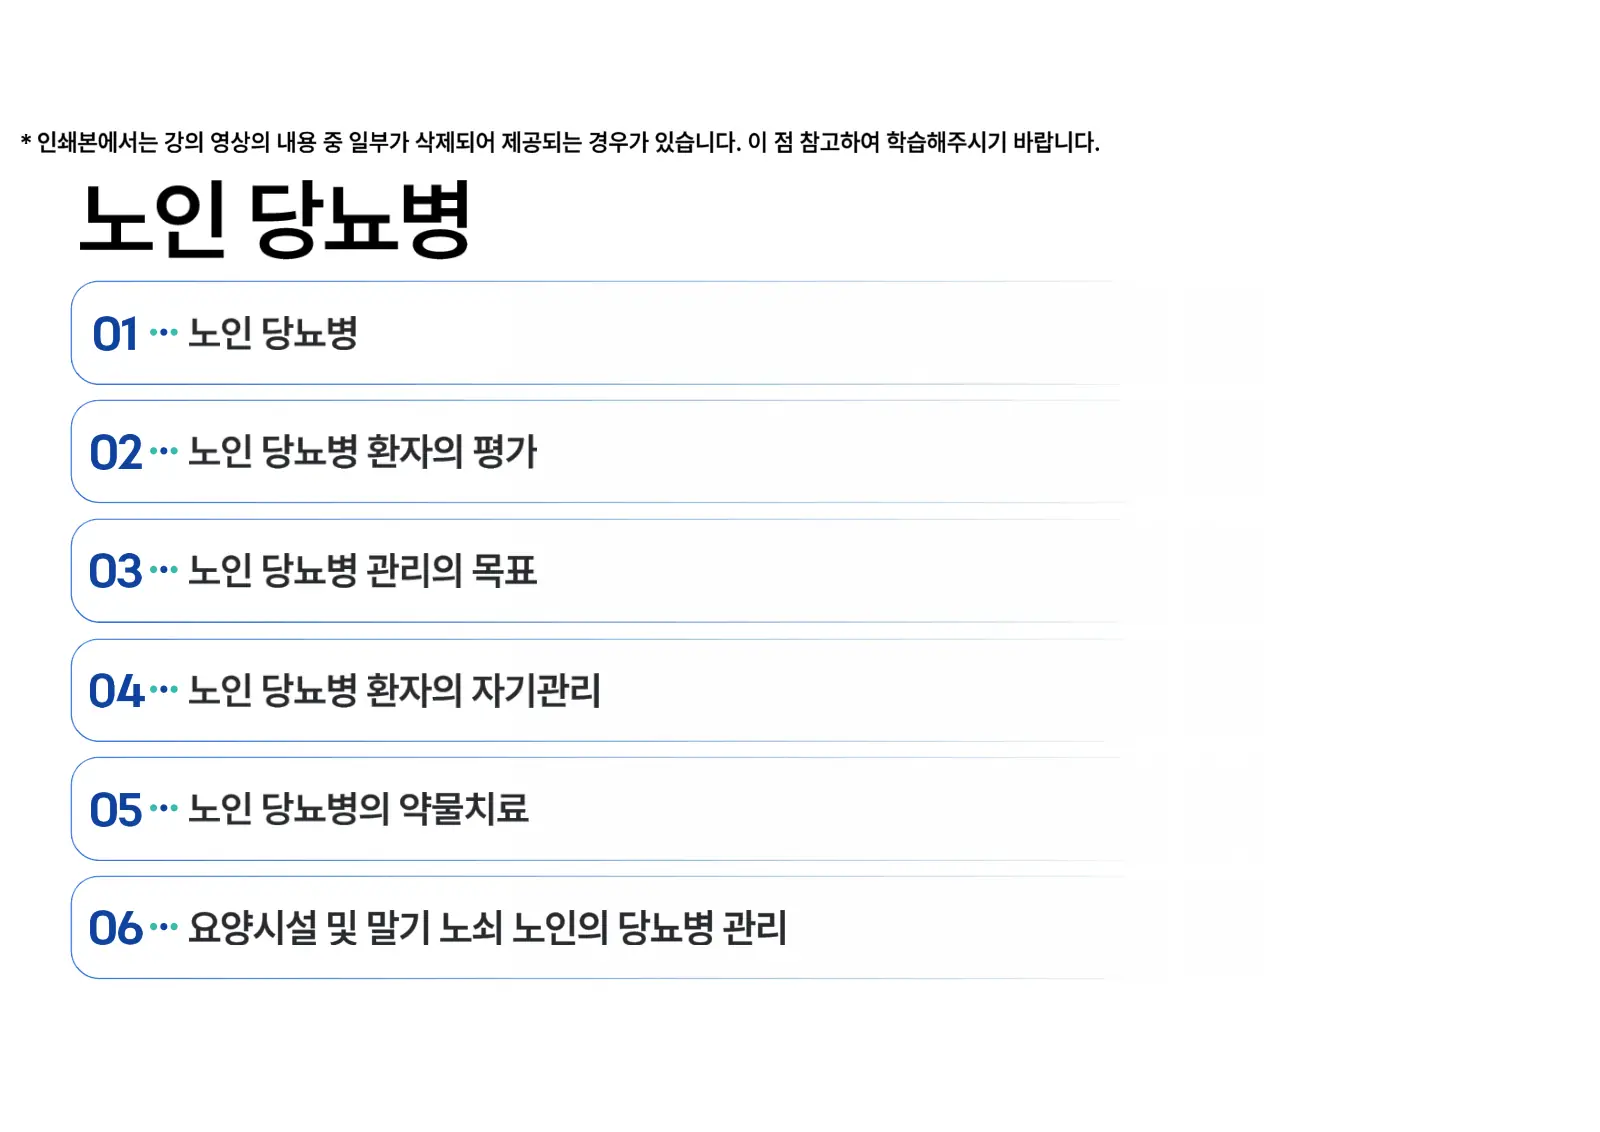 * 인쇄본에서는 강의 영상의 내용 중 일부가 삭제되어 제공되는 경우가 있습니다. 이 점 참고하여 학습해주시기 바랍니다.
노인 당뇨병
01 ··· 노인 당뇨병
02 ··· 노인 당뇨병 환자의 평가
03 ··· 노인 당뇨병 관리의 목표
04 ··· 노인 당뇨병 환자의 자기관리
05 ··· 노인 당뇨병의 약물치료
06 ··· 요양시설 및 말기 노쇠 노인의 당뇨병 관리